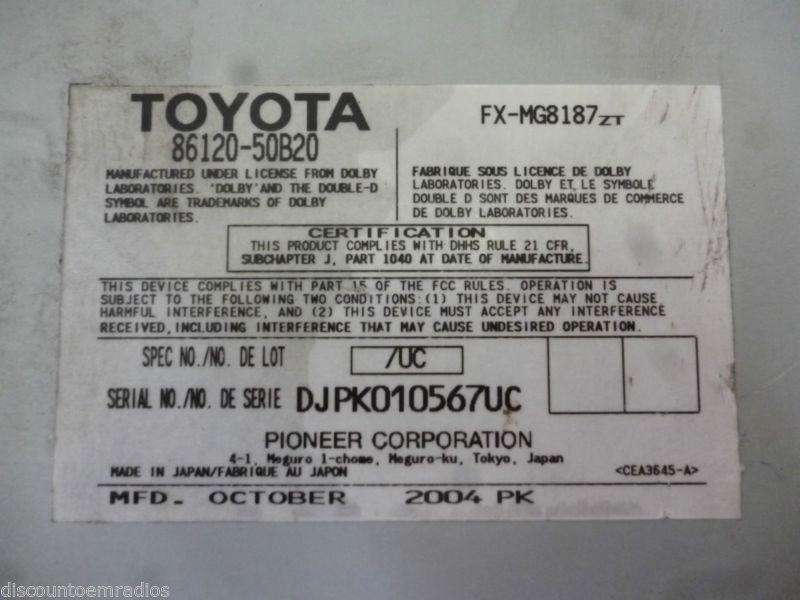 TOYOTA
86120-50B20
FX-MG8187ZT
MANUFACTURED UNDER LICENSE FROM DOLBY
LABORATORIES. 'DOLBY' AND THE DOUBLE-D
SYMBOL ARE TRADEMARKS OF DOLBY
LABORATORIES.
FABRIQUE SOUS LICENCE DE DOLBY
LABORATORIES. DOLBY ET LE SYMBOLE
DOUBLE D SONT DES MARQUES DE COMMERCE
DE DOLBY LABORATORIES.
CERTIFICATION
THIS PRODUCT COMPLIES WITH DHHS RULE 21 CFR,
SUBCHAPTER J, PART 1040 AT DATE OF MANUFACTURE.
THIS DEVICE COMPLIES WITH PART 15 OF THE FCC RULES. OPERATION IS
SUBJECT TO THE FOLLOWING TWO CONDITIONS:(1) THIS DEVICE MAY NOT CAUSE
HARMFUL INTERFERENCE, AND (2) THIS DEVICE MUST ACCEPT ANY INTERFERENCE
RECEIVED, INCLUDING INTERFERENCE THAT MAY CAUSE UNDESIRED OPERATION.
SPEC NO./NO. DE LOT /UC
SERIAL NO./NO. DE SERIE DJPK010567UC
PIONEER CORPORATION
4-1, Meguro 1-chome, Meguro-ku, Tokyo, Japan
MADE IN JAPAN/FABRIQUE AU JAPON
<CEA3645-A>
MFD. OCTOBER 2004 PK
discountoemradios
discountoemradios